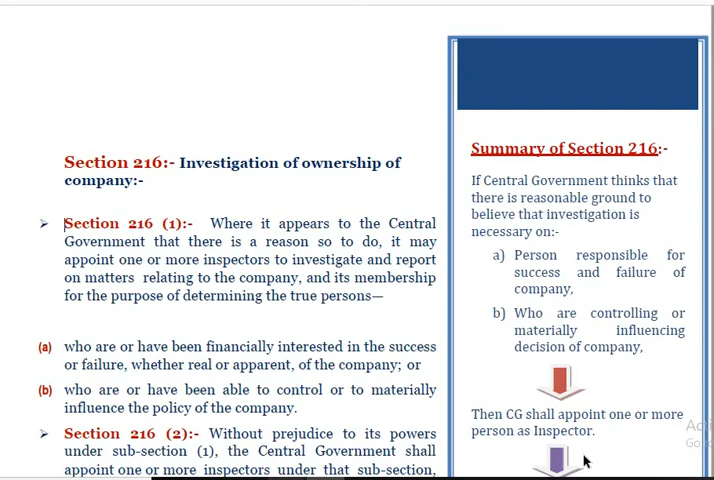 Section 216:- Investigation of ownership of
company:-
➢ Section 216 (1):- Where it appears to the Central
Government that there is a reason so to do, it may
appoint one or more inspectors to investigate and report
on matters relating to the company, and its membership
for the purpose of determining the true persons—
(a) who are or have been financially interested in the success
or failure, whether real or apparent, of the company; or
(b) who are or have been able to control or to materially
influence the policy of the company.
➢ Section 216 (2):- Without prejudice to its powers
under sub-section (1), the Central Government shall
appoint one or more inspectors under that sub-section,
Summary of Section 216:-
If Central Government thinks that
there is reasonable ground to
believe that investigation is
necessary on:-
a) Person responsible for
success and failure of
company,
b) Who are controlling or
materially influencing
decision of company,
Then CG shall appoint one or more
person as Inspector.